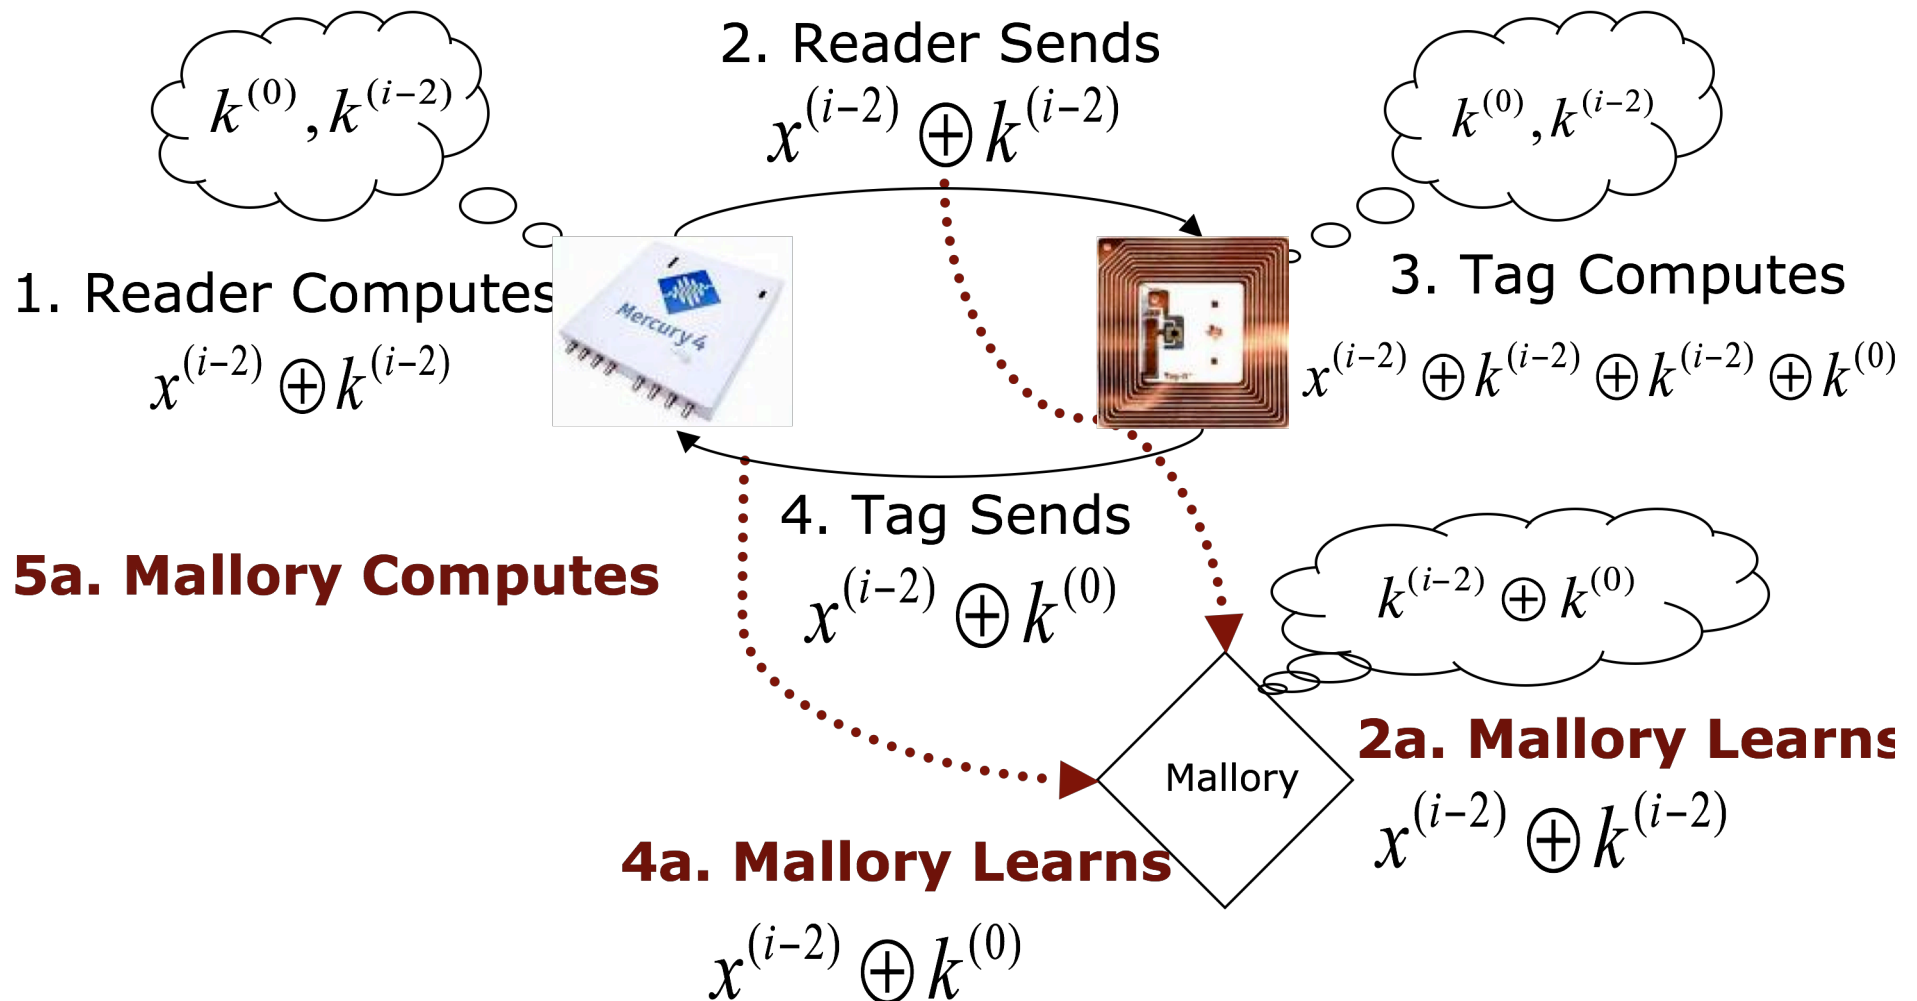 k^(0), k^(i−2)
2. Reader Sends
x^(i−2) ⊕ k^(i−2)
k^(0), k^(i−2)
1. Reader Computes
x^(i−2) ⊕ k^(i−2)
Mercury4
3. Tag Computes
x^(i−2) ⊕ k^(i−2) ⊕ k^(i−2) ⊕ k^(0)
4. Tag Sends
x^(i−2) ⊕ k^(0)
5a. Mallory Computes
k^(i−2) ⊕ k^(0)
Mallory
2a. Mallory Learns
x^(i−2) ⊕ k^(i−2)
4a. Mallory Learns
x^(i−2) ⊕ k^(0)